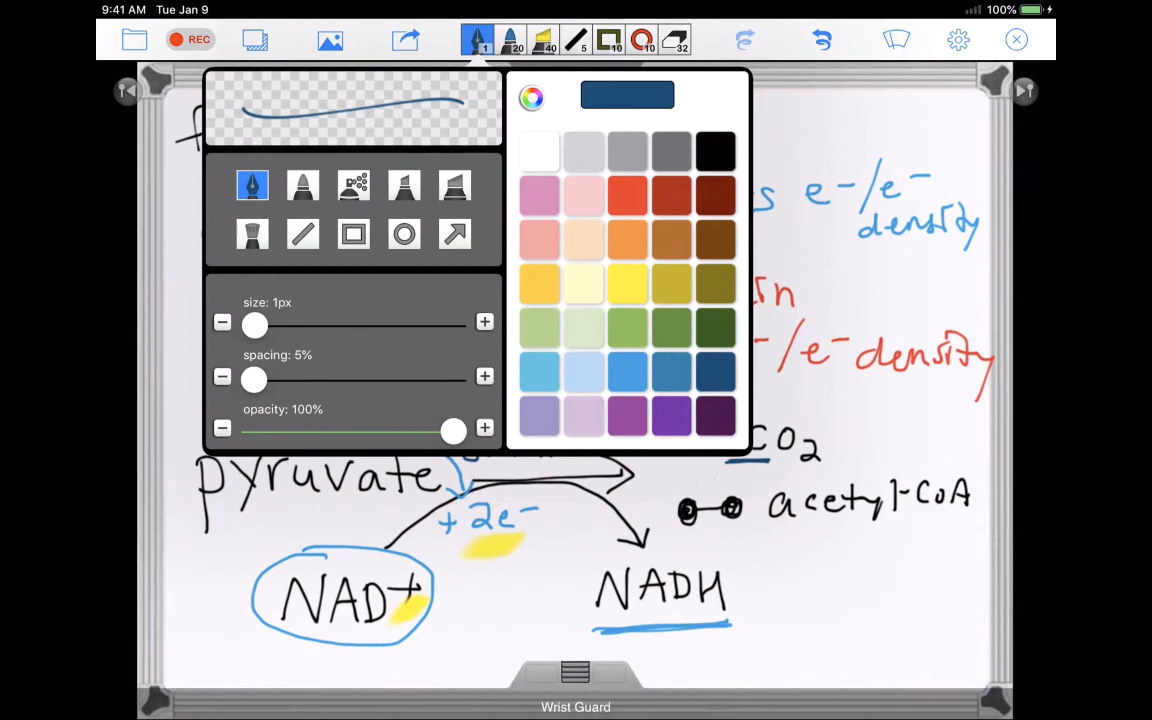 9:41 AM Tue Jan 9 100%
REC 1 20 40 5 10 10 32
s e-/e-
density
size: 1px
in
spacing: 5%
-/e- density
opacity: 100%
CO2
pyruvate
acetyl-CoA
+ 2e-
NAD+
NADH
Wrist Guard